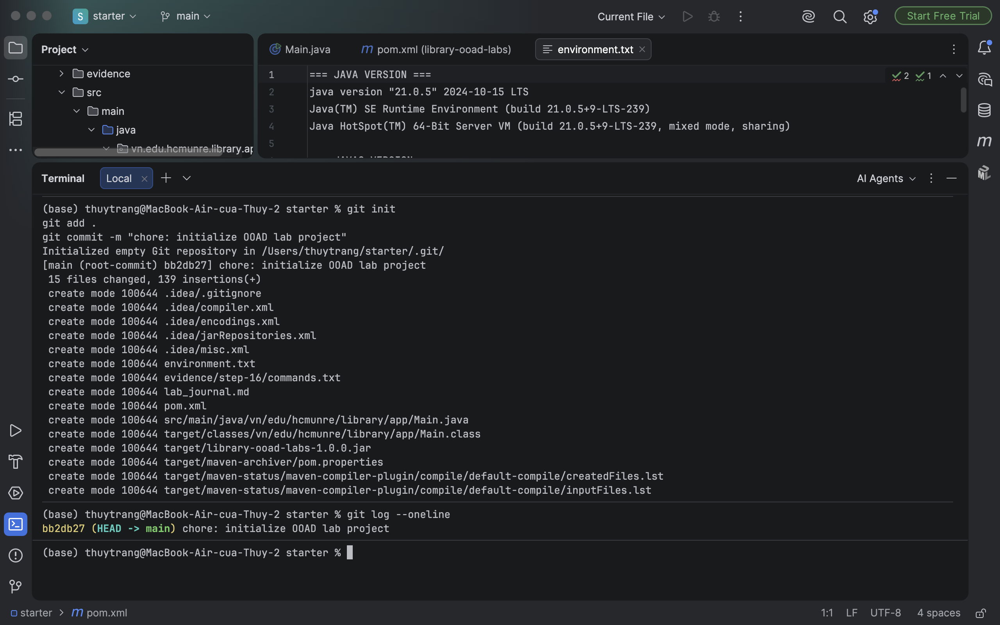 S starter main Current File Start Free Trial
Project
evidence
src
main
java
vn.edu.hcmunre.library.ap
Main.java m pom.xml (library-ooad-labs) environment.txt
1 === JAVA VERSION ===
2 java version "21.0.5" 2024-10-15 LTS
3 Java(TM) SE Runtime Environment (build 21.0.5+9-LTS-239)
4 Java HotSpot(TM) 64-Bit Server VM (build 21.0.5+9-LTS-239, mixed mode, sharing)
5
2 1
m
UML
Terminal Local AI Agents
(base) thuytrang@MacBook-Air-cua-Thuy-2 starter % git init
git add .
git commit -m "chore: initialize OOAD lab project"
Initialized empty Git repository in /Users/thuytrang/starter/.git/
[main (root-commit) bb2db27] chore: initialize OOAD lab project
15 files changed, 139 insertions(+)
create mode 100644 .idea/.gitignore
create mode 100644 .idea/compiler.xml
create mode 100644 .idea/encodings.xml
create mode 100644 .idea/jarRepositories.xml
create mode 100644 .idea/misc.xml
create mode 100644 environment.txt
create mode 100644 evidence/step-16/commands.txt
create mode 100644 lab_journal.md
create mode 100644 pom.xml
create mode 100644 src/main/java/vn/edu/hcmunre/library/app/Main.java
create mode 100644 target/classes/vn/edu/hcmunre/library/app/Main.class
create mode 100644 target/library-ooad-labs-1.0.0.jar
create mode 100644 target/maven-archiver/pom.properties
create mode 100644 target/maven-status/maven-compiler-plugin/compile/default-compile/createdFiles.lst
create mode 100644 target/maven-status/maven-compiler-plugin/compile/default-compile/inputFiles.lst
(base) thuytrang@MacBook-Air-cua-Thuy-2 starter % git log --oneline
bb2db27 (HEAD -> main) chore: initialize OOAD lab project
(base) thuytrang@MacBook-Air-cua-Thuy-2 starter %
starter > m pom.xml 1:1 LF UTF-8 4 spaces